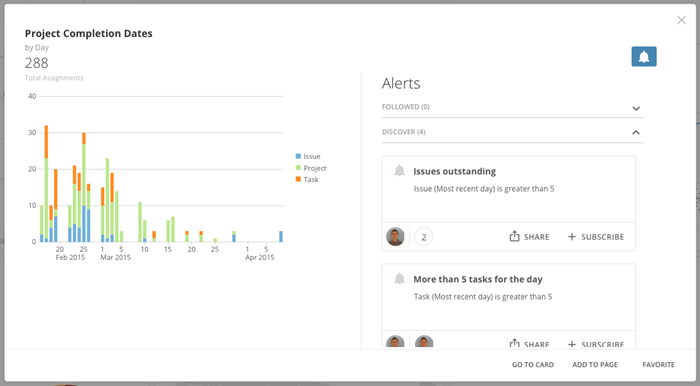 Project Completion Dates
by Day
288
Total Assignments
40
30
20
10
0
20
25
1
5
10
15
20
25
1
5
Feb 2015
Mar 2015
Apr 2015
Issue
Project
Task
Alerts
FOLLOWED (0)
DISCOVER (4)
Issues outstanding
Issue (Most recent day) is greater than 5
2
SHARE
+ SUBSCRIBE
More than 5 tasks for the day
Task (Most recent day) is greater than 5
SHARE
+ SUBSCRIBE
GO TO CARD
ADD TO PAGE
FAVORITE